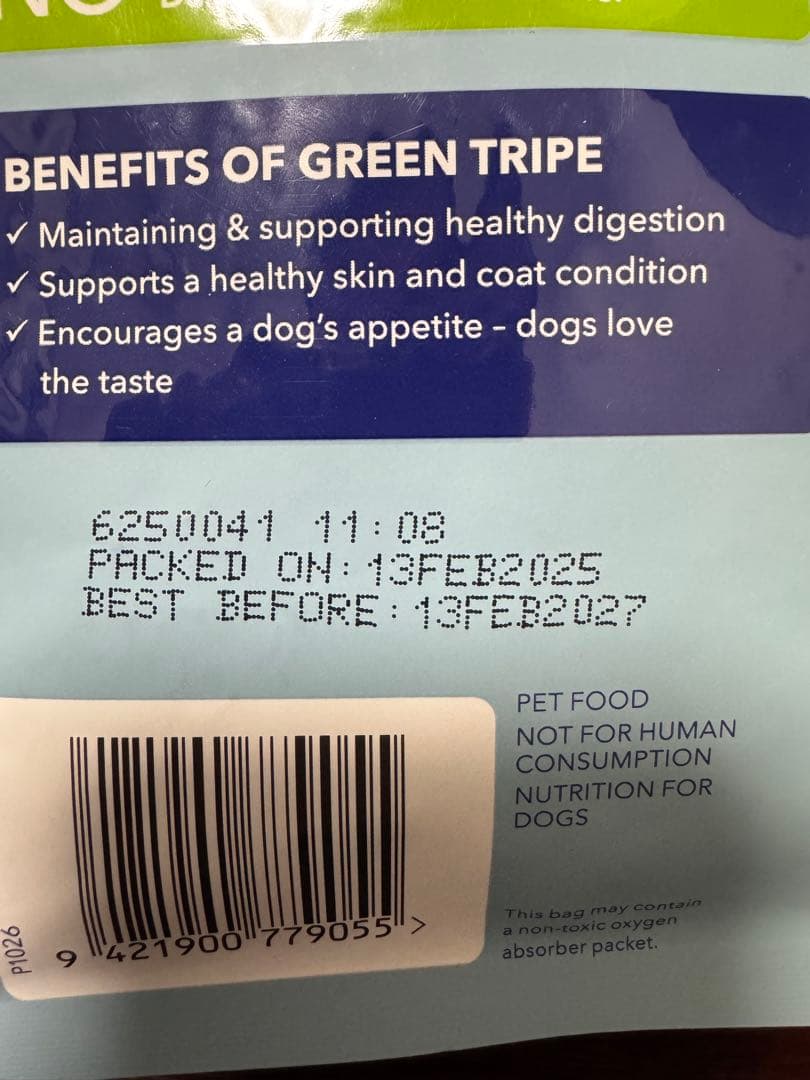 BENEFITS OF GREEN TRIPE
✓ Maintaining & supporting healthy digestion
✓ Supports a healthy skin and coat condition
✓ Encourages a dog's appetite – dogs love
the taste
6250041 11:08
PACKED ON: 13FEB2025
BEST BEFORE: 13FEB2027
PET FOOD
NOT FOR HUMAN
CONSUMPTION
NUTRITION FOR
DOGS
This bag may contain
a non-toxic oxygen
absorber packet.
P1026
9 421900 779055 >